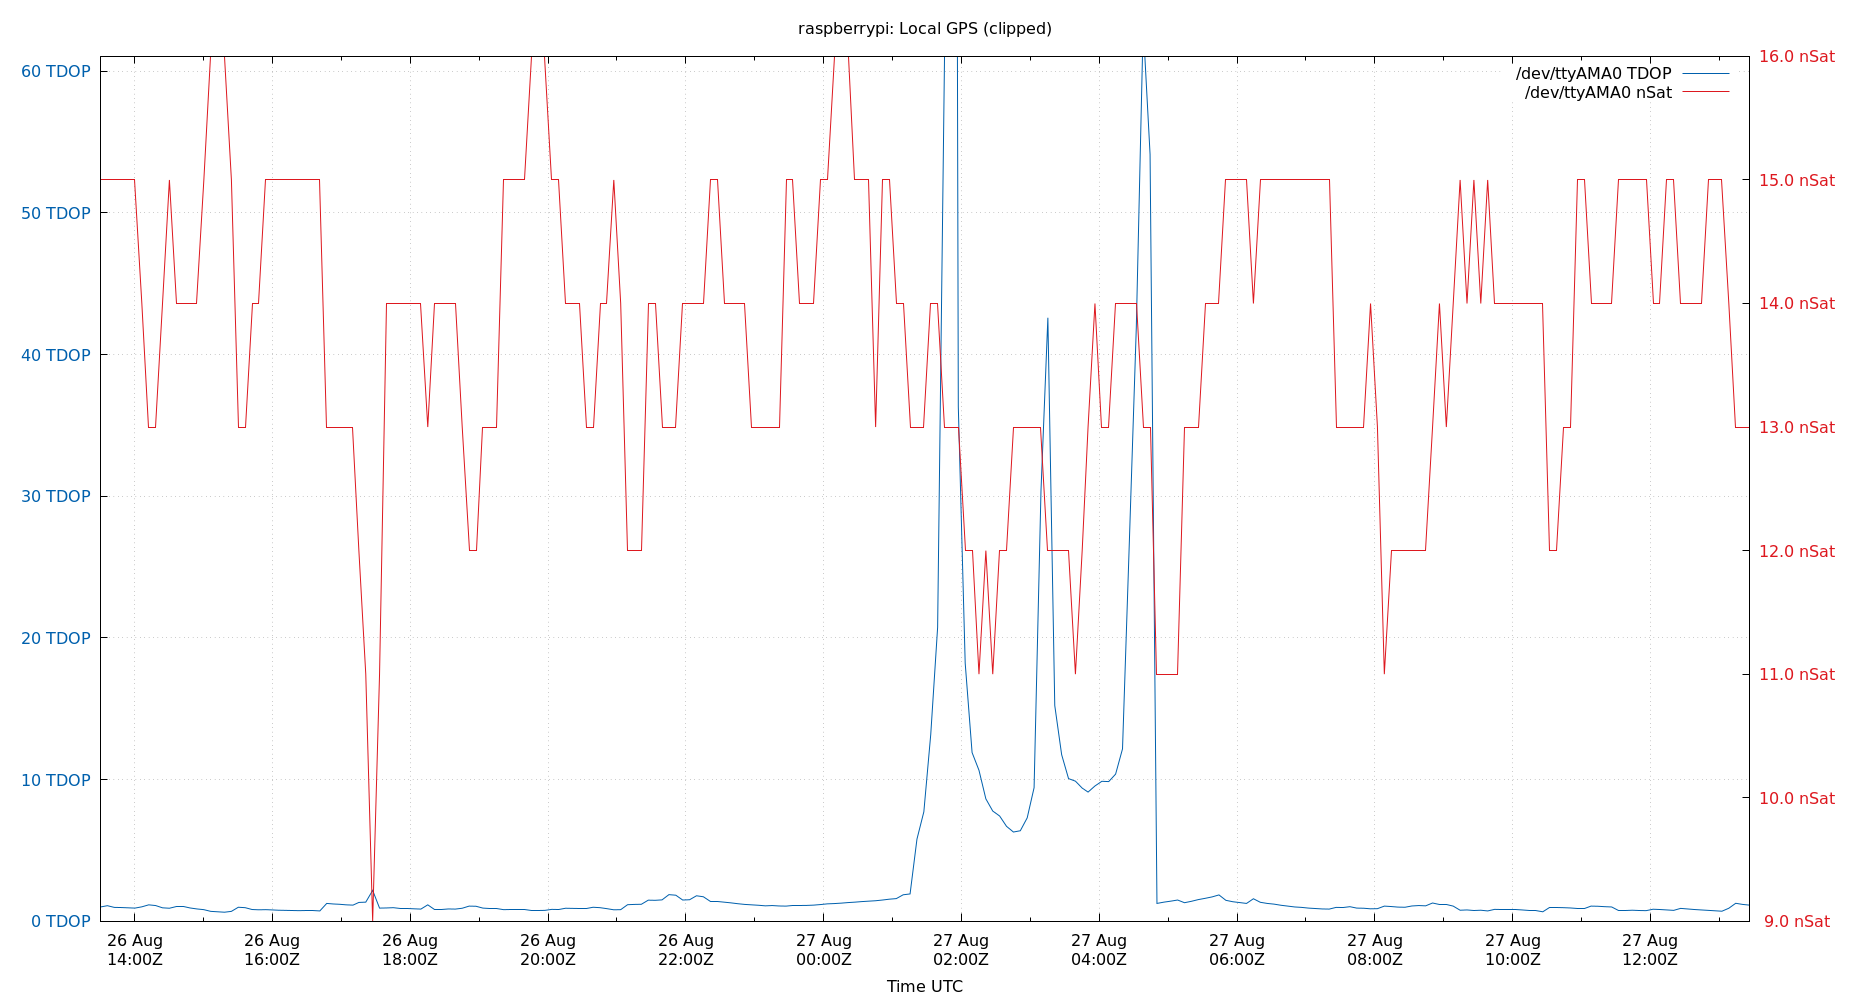 raspberrypi: Local GPS (clipped)
60 TDOP
50 TDOP
40 TDOP
30 TDOP
20 TDOP
10 TDOP
0 TDOP
16.0 nSat
15.0 nSat
14.0 nSat
13.0 nSat
12.0 nSat
11.0 nSat
10.0 nSat
9.0 nSat
/dev/ttyAMA0 TDOP
/dev/ttyAMA0 nSat
26 Aug
14:00Z
26 Aug
16:00Z
26 Aug
18:00Z
26 Aug
20:00Z
26 Aug
22:00Z
27 Aug
00:00Z
27 Aug
02:00Z
27 Aug
04:00Z
27 Aug
06:00Z
27 Aug
08:00Z
27 Aug
10:00Z
27 Aug
12:00Z
Time UTC